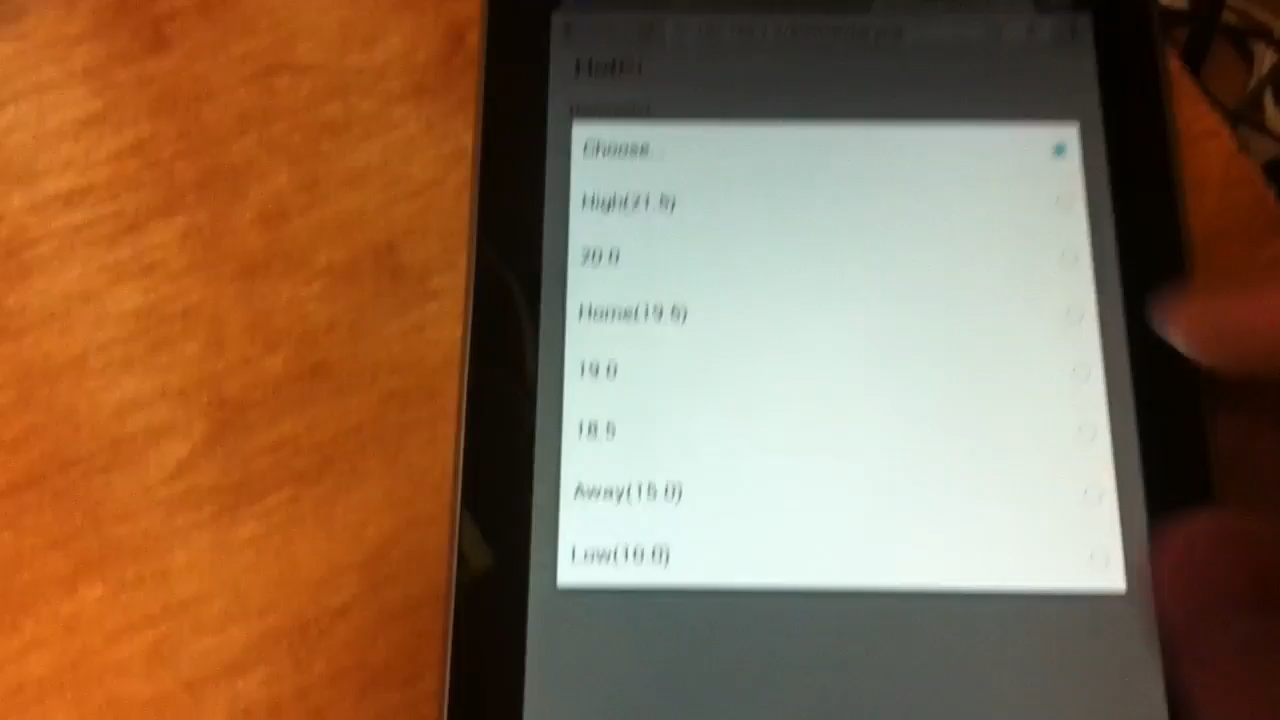 Choose...
High(21.5)
20.0
Home(19.5)
19.0
18.5
Away(15.0)
Low(10.0)